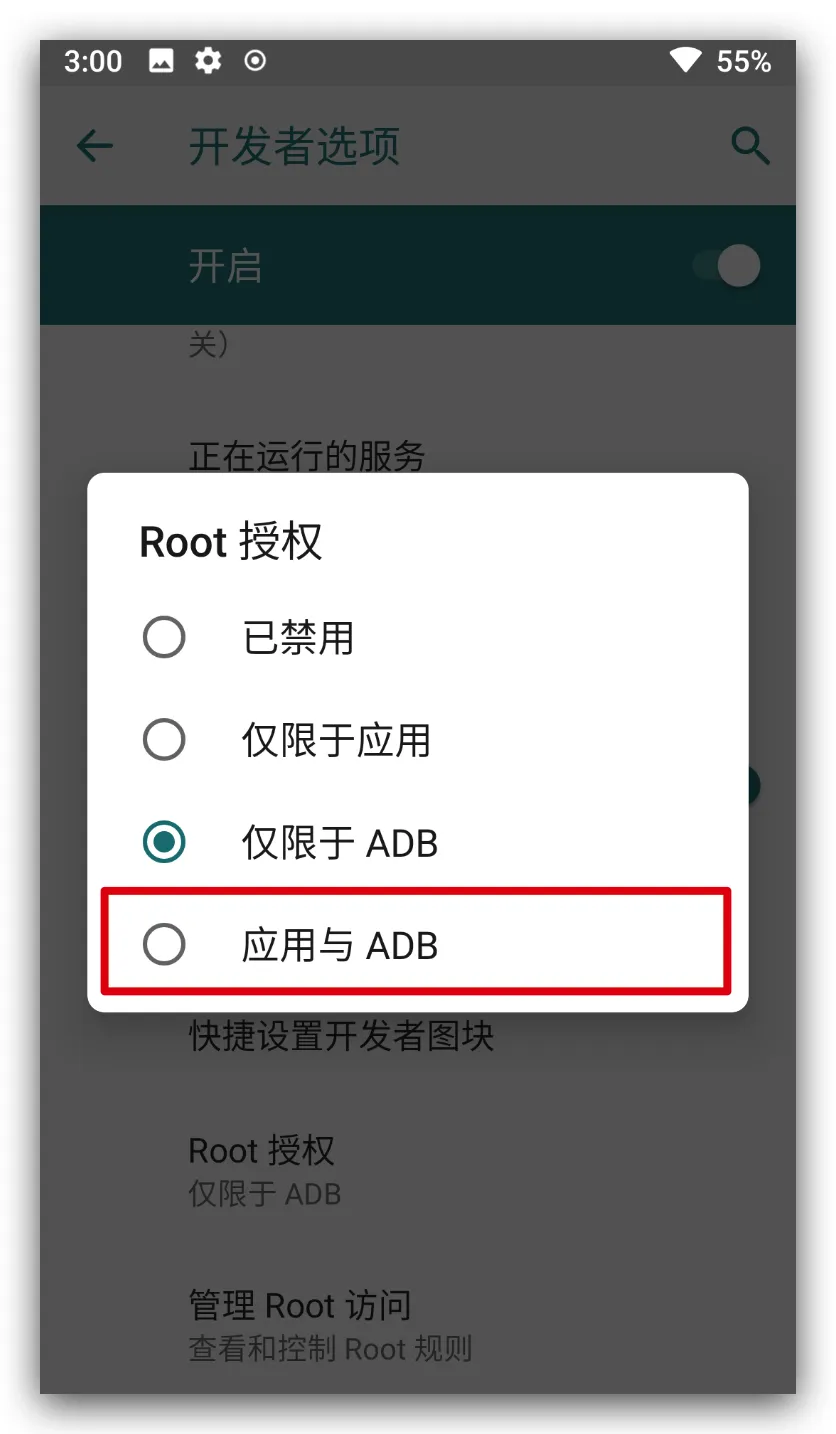 3:00 55%
开发者选项
开启
关）
正在运行的服务
Root 授权
已禁用
仅限于应用
仅限于 ADB
应用与 ADB
快捷设置开发者图块
Root 授权
仅限于 ADB
管理 Root 访问
查看和控制 Root 规则